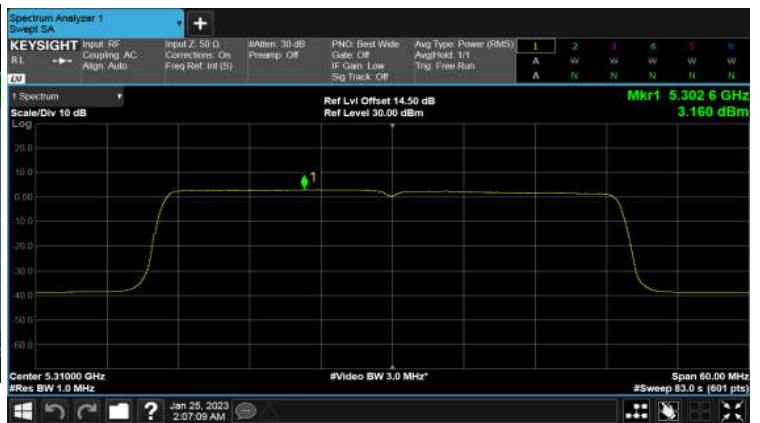 Spectrum Analyzer 1
Swept SA
+
KEYSIGHT Input: RF
Input Z: 50 Ω
#Atten: 30 dB
PNO: Best Wide
Avg Type: Power (RMS)
1 2 3 4 5 6
RL
Coupling: AC
Corrections: On
Preamp: Off
Gate: Off
Avg|Hold: 1/1
A W W W W W
Align: Auto
Freq Ref: Int (S)
IF Gain: Low
Trig: Free Run
Sig Track: Off
A N N N N N
LXI
1 Spectrum
Ref Lvl Offset 14.50 dB
Mkr1 5.302 6 GHz
Scale/Div 10 dB
Ref Level 30.00 dBm
3.160 dBm
Log
20.0
10.0
1
0.00
-10.0
-20.0
-30.0
-40.0
-50.0
-60.0
Center 5.31000 GHz
#Video BW 3.0 MHz*
Span 60.00 MHz
#Res BW 1.0 MHz
#Sweep 83.0 s (601 pts)
?
Jan 25, 2023
2:07:09 AM